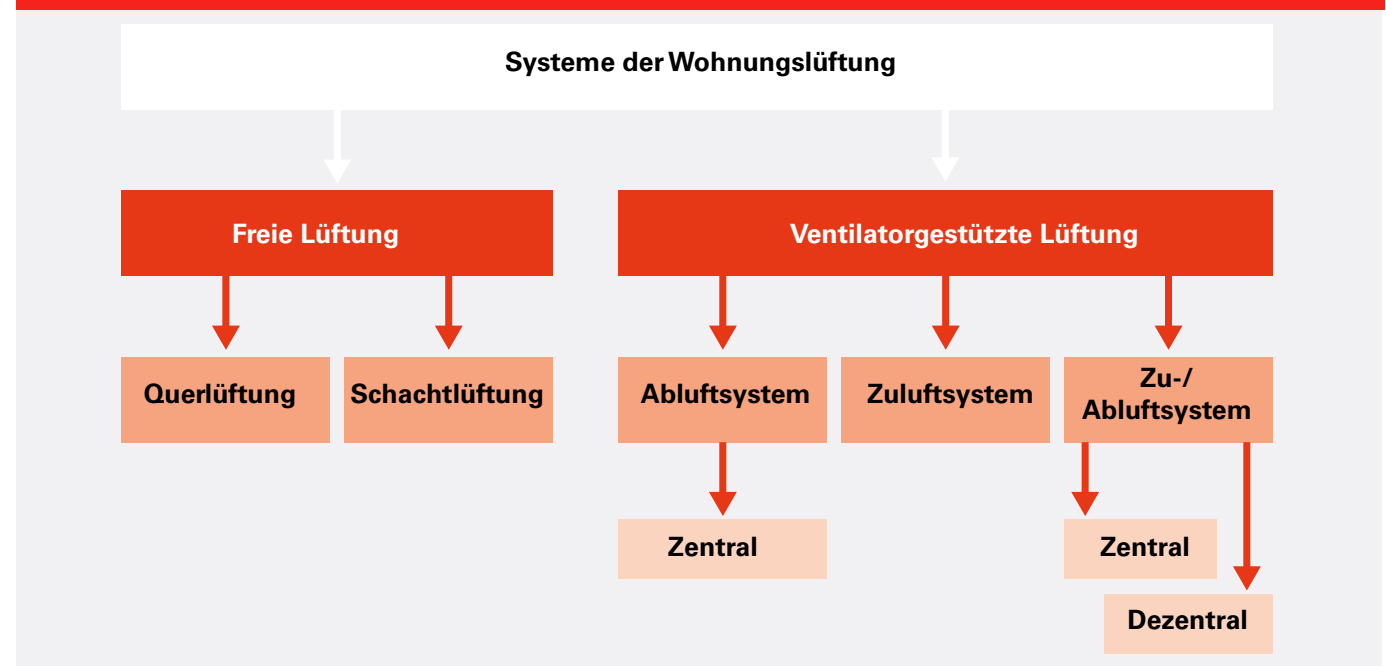 Systeme der Wohnungslüftung
Freie Lüftung
Ventilatorgestützte Lüftung
Querlüftung
Schachtlüftung
Abluftsystem
Zuluftsystem
Zu-/
Abluftsystem
Zentral
Zentral
Dezentral